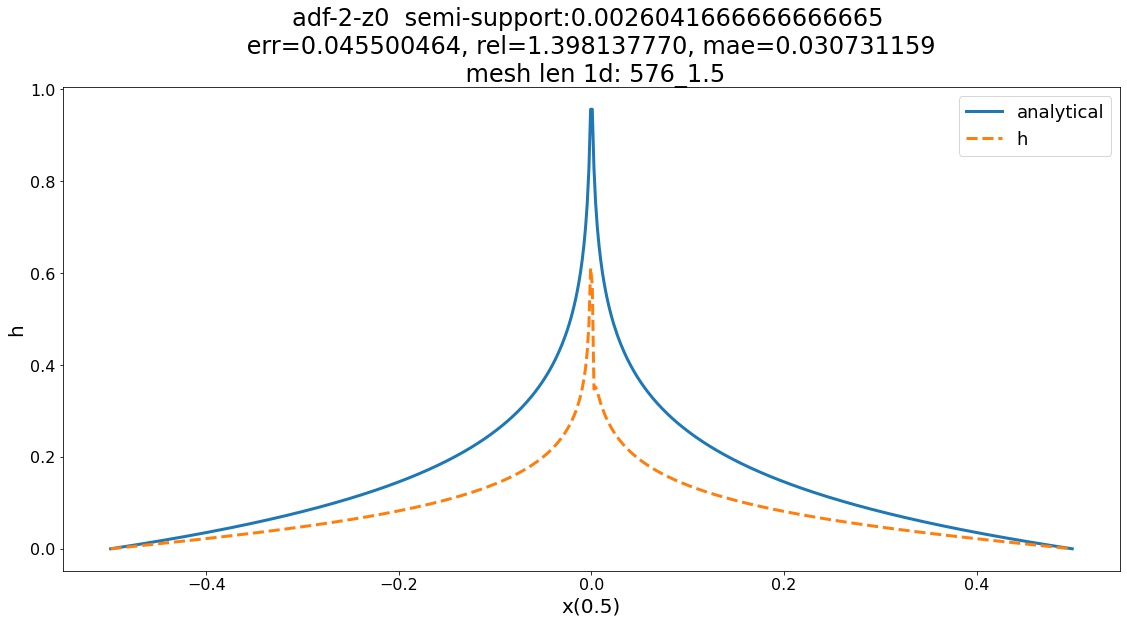 adf-2-z0  semi-support:0.0026041666666666665
err=0.045500464, rel=1.398137770, mae=0.030731159
mesh len 1d: 576_1.5
analytical
h
1.0
0.8
0.6
0.4
0.2
0.0
h
−0.4
−0.2
0.0
0.2
0.4
x(0.5)